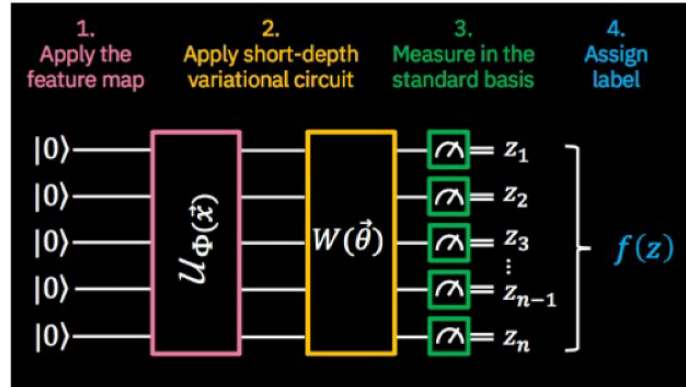 1.
Apply the
feature map
2.
Apply short-depth
variational circuit
3.
Measure in the
standard basis
4.
Assign
label
|0⟩
|0⟩
|0⟩
|0⟩
|0⟩
𝒰_Φ(x⃗)
W(θ⃗)
z₁
z₂
z₃
⋮
zₙ₋₁
zₙ
f(z)